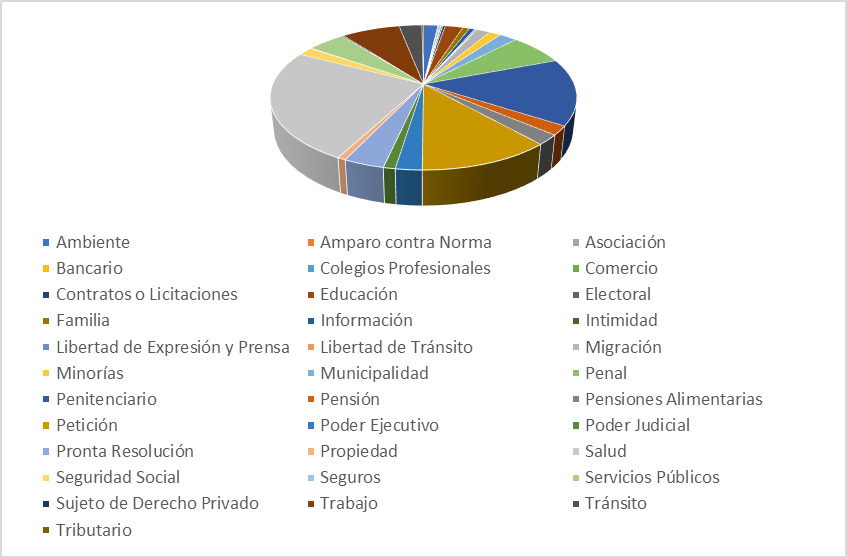 Ambiente Amparo contra Norma Asociación
Bancario Colegios Profesionales Comercio
Contratos o Licitaciones Educación Electoral
Familia Información Intimidad
Libertad de Expresión y Prensa Libertad de Tránsito Migración
Minorías Municipalidad Penal
Penitenciario Pensión Pensiones Alimentarias
Petición Poder Ejecutivo Poder Judicial
Pronta Resolución Propiedad Salud
Seguridad Social Seguros Servicios Públicos
Sujeto de Derecho Privado Trabajo Tránsito
Tributario